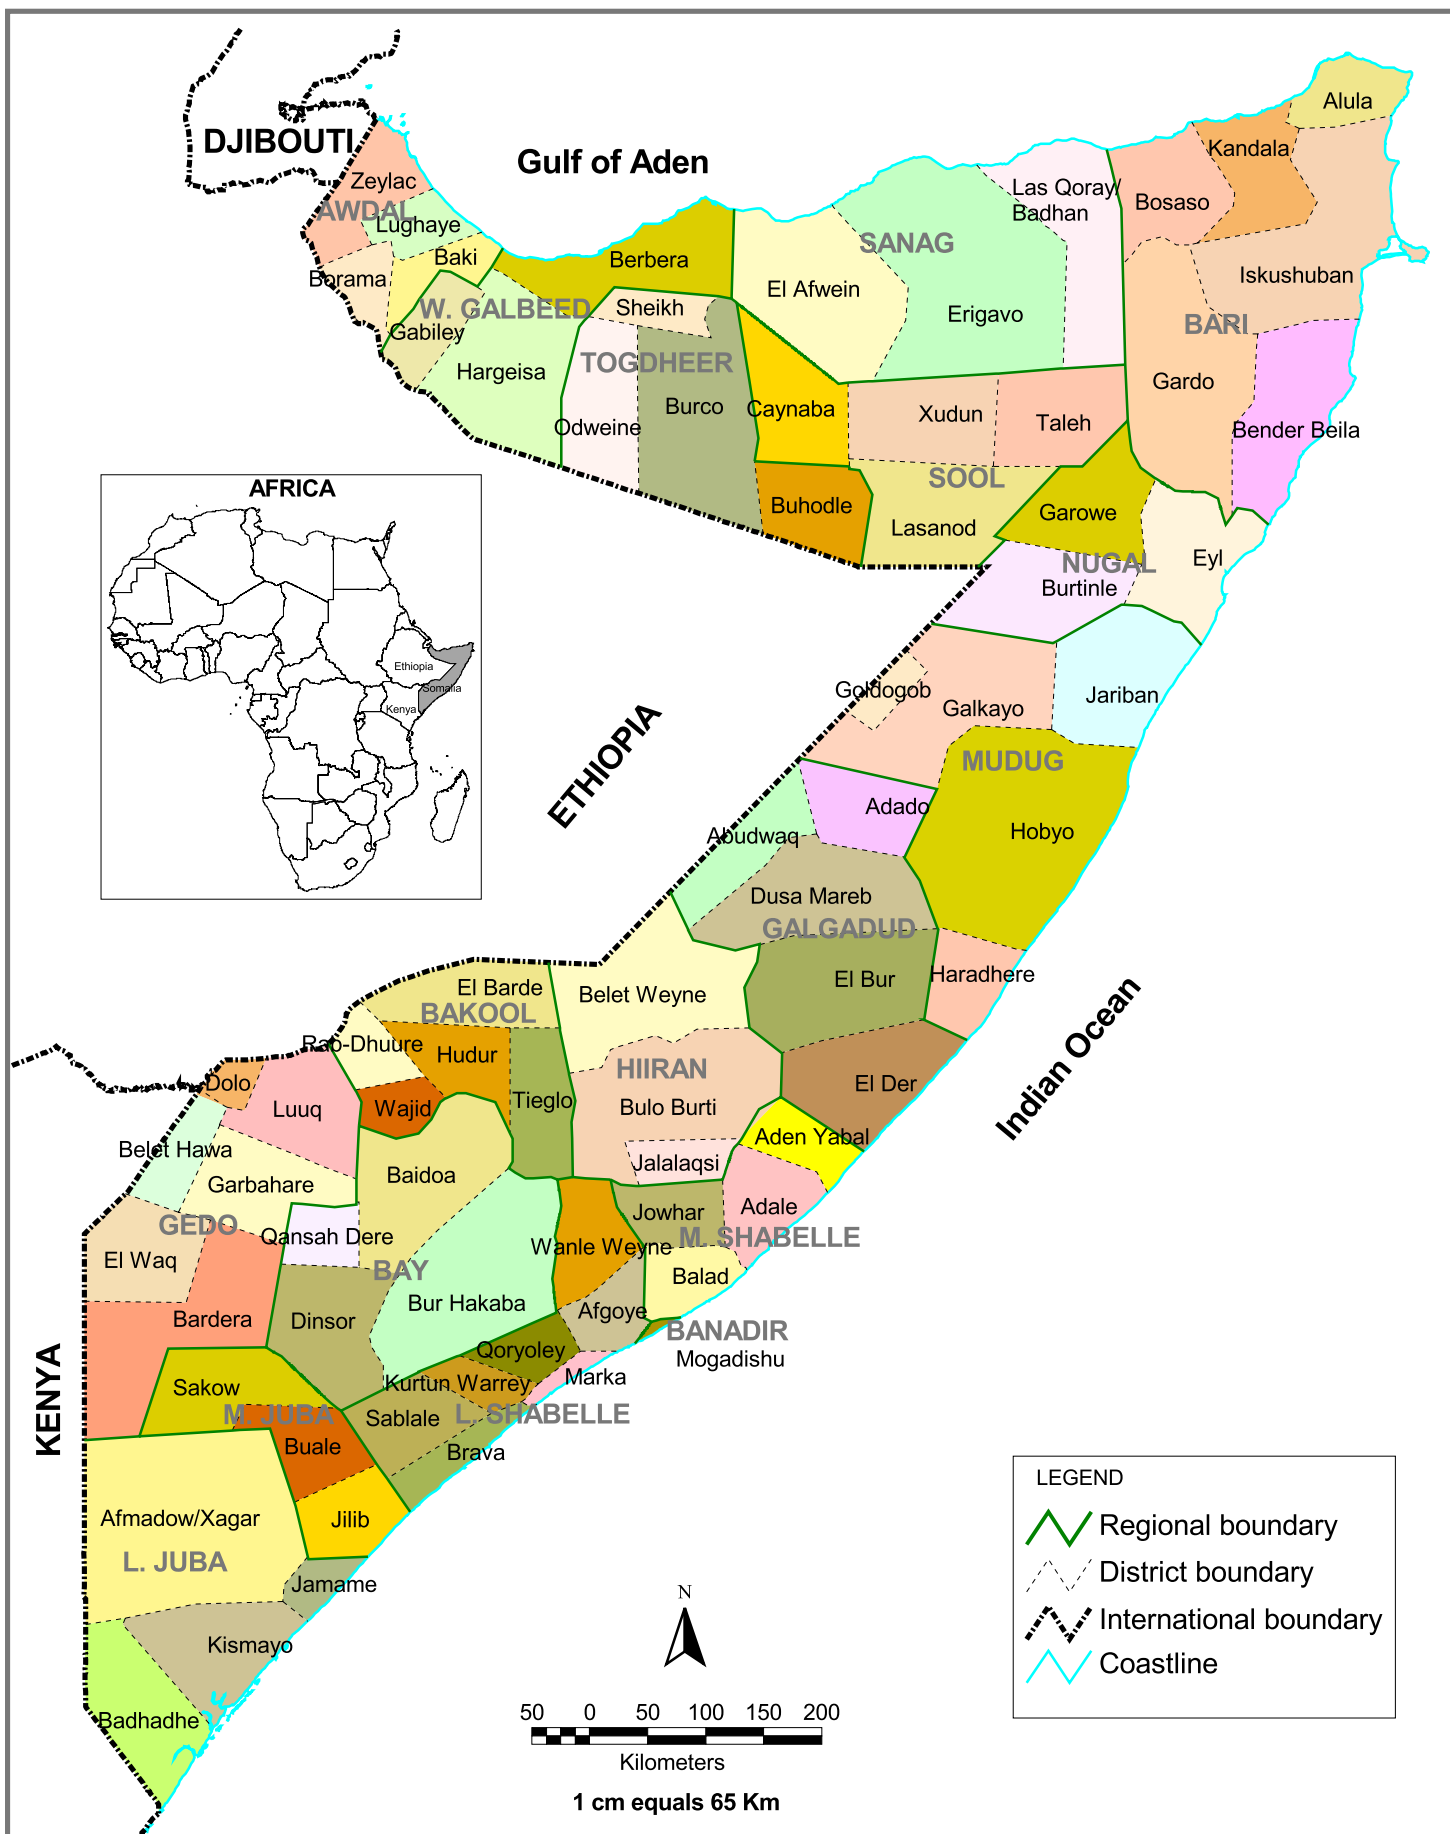 Alula
DJIBOUTI
Kandala
Gulf of Aden
Zeylac
Las Qoray/
Badhan
Bosaso
AWDAL
Lughaye
SANAG
Baki
Berbera
Borama
El Afwein
Iskushuban
W. GALBEED
Sheikh
Erigavo
BARI
Gabiley
TOGDHEER
Hargeisa
Gardo
Burco
Caynaba
Xudun
Taleh
Odweine
Bender Beila
SOOL
AFRICA
Buhodle
Garowe
Lasanod
NUGAL
Eyl
Burtinle
Ethiopia
Somalia
Kenya
Goldogob
Jariban
Galkayo
ETHIOPIA
MUDUG
Adado
Hobyo
Abudwaq
Dusa Mareb
GALGADUD
El Bur
Haradhere
El Barde
Belet Weyne
BAKOOL
Indian Ocean
Rab-Dhuure
Hudur
HIIRAN
Dolo
El Der
Tieglo
Luuq
Wajid
Bulo Burti
Aden Yabal
Belet Hawa
Jalalaqsi
Baidoa
Garbahare
Adale
Jowhar
GEDO
Qansah Dere
M. SHABELLE
Wanle Weyne
El Waq
BAY
Balad
Bur Hakaba
Afgoye
Bardera
Dinsor
BANADIR
Mogadishu
Qoryoley
KENYA
Marka
Sakow
Kurtun Warrey
M. JUBA
Sablale
L. SHABELLE
Buale
Brava
Afmadow/Xagar
Jilib
L. JUBA
Jamame
Kismayo
Badhadhe
LEGEND
Regional boundary
District boundary
International boundary
Coastline
N
50 0 50 100 150 200
Kilometers
1 cm equals 65 Km